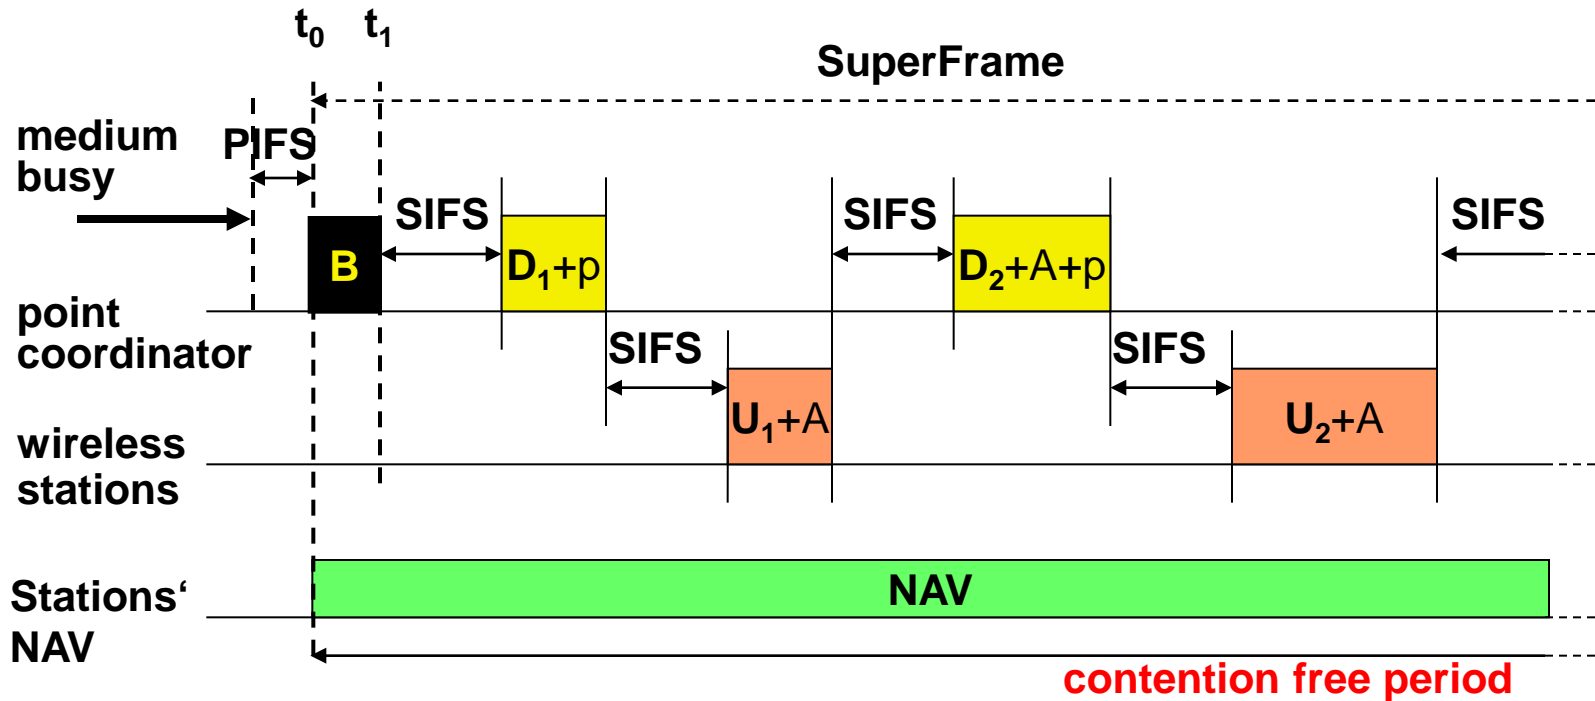 t0 t1
SuperFrame
medium
busy
PIFS
SIFS
SIFS
SIFS
B
D1+p
D2+A+p
point
coordinator
SIFS
SIFS
U1+A
U2+A
wireless
stations
NAV
Stations‘
NAV
contention free period